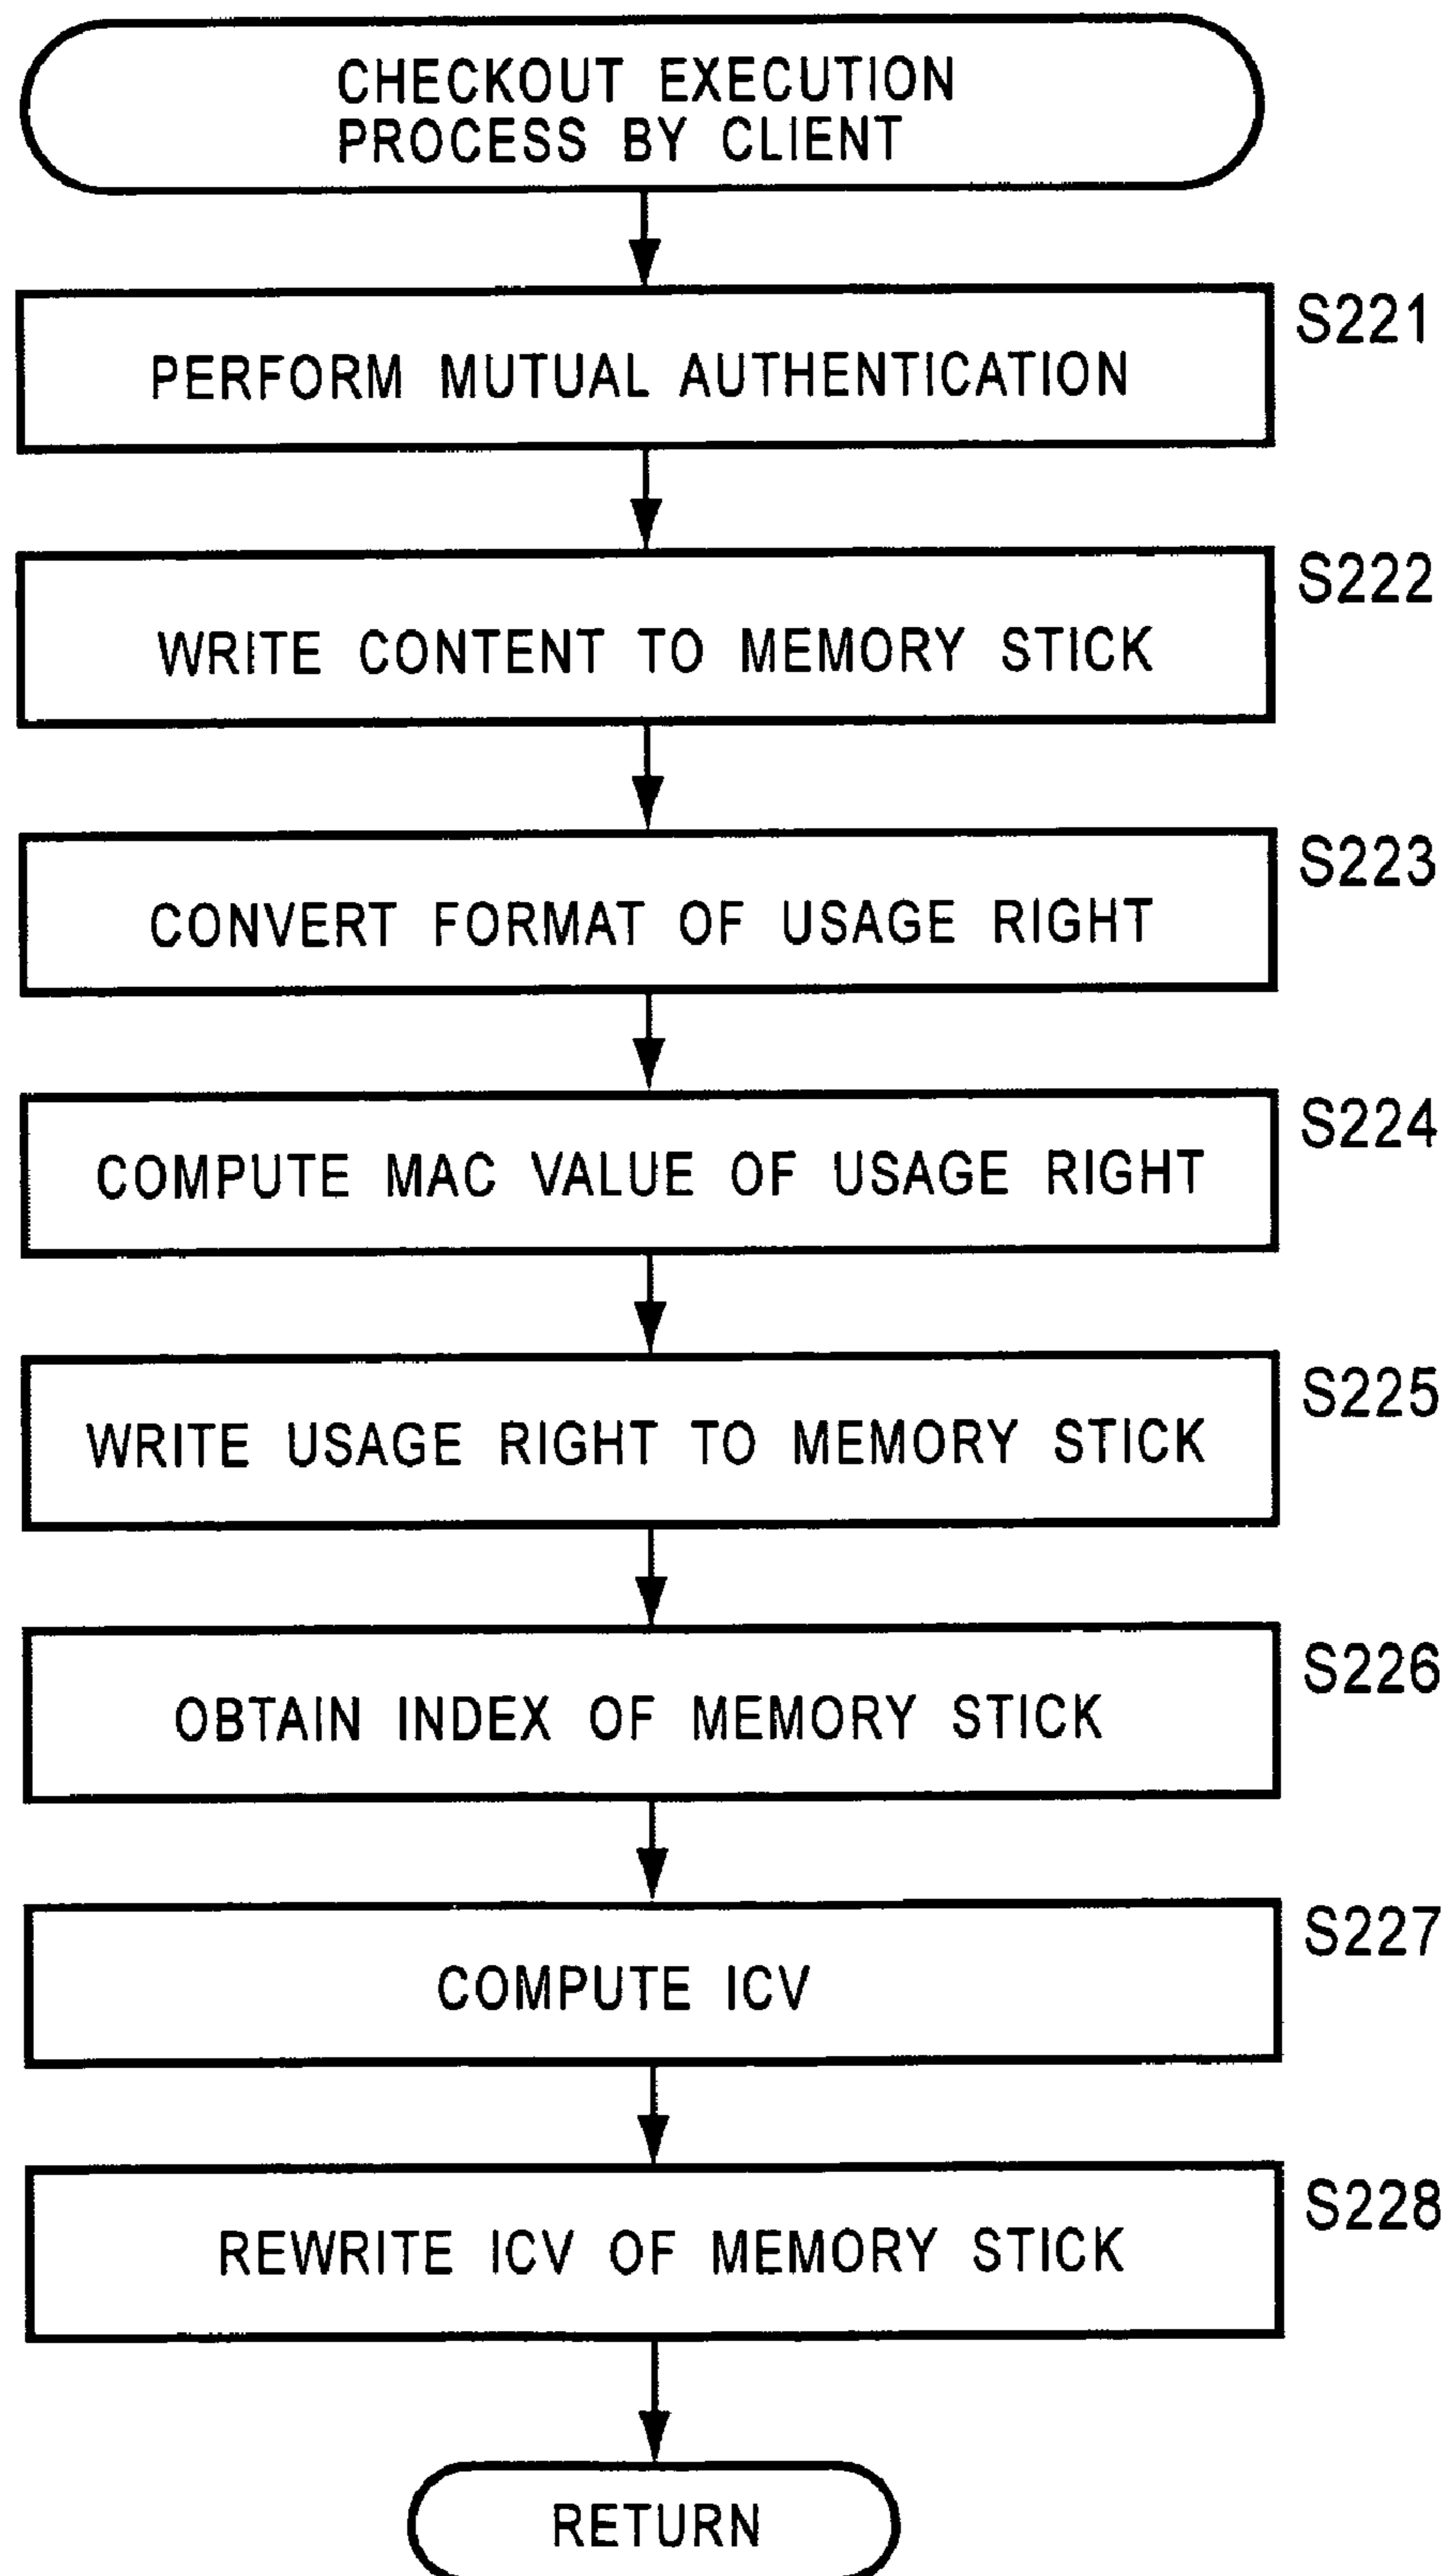 CHECKOUT EXECUTION
PROCESS BY CLIENT
S221
PERFORM MUTUAL AUTHENTICATION
S222
WRITE CONTENT TO MEMORY STICK
S223
CONVERT FORMAT OF USAGE RIGHT
S224
COMPUTE MAC VALUE OF USAGE RIGHT
S225
WRITE USAGE RIGHT TO MEMORY STICK
S226
OBTAIN INDEX OF MEMORY STICK
S227
COMPUTE ICV
S228
REWRITE ICV OF MEMORY STICK
RETURN